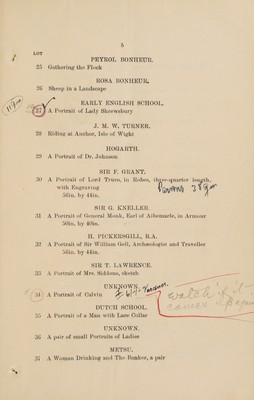 5
LOT
PEYROL BONHEUR.
25 Gathering the Flock
ROSA BONHEUR.
26 Sheep in a Landscape
EARLY ENGLISH SCHOOL.
27 A Portrait of Lady Shrewsbury
J. M. W. TURNER.
28 Riding at Anchor, Isle of Wight
HOGARTH.
29 A Portrait of Dr. Johnson
SIR F. GRANT.
30 A Portrait of Lord Truro, in Robes, three-quarter length,
with Engraving
56in. by 44in.
SIR G. KNELLER.
31 A Portrait of General Monk, Earl of Albemarle, in Armour
50in. by 40in.
H. PICKERSGILL, R.A.
32 A Portrait of Sir William Gell, Archæologist and Traveller
56in. by 44in.
SIR T. LAWRENCE.
33 A Portrait of Mrs. Siddons, sketch
UNKNOWN.
34 A Portrait of Calvin
watch if it
comes
DUTCH SCHOOL.
35 A Portrait of a Man with Lace Collar
UNKNOWN.
36 A pair of small Portraits of Ladies
METSU.
37 A Woman Drinking and The Bonker, a pair